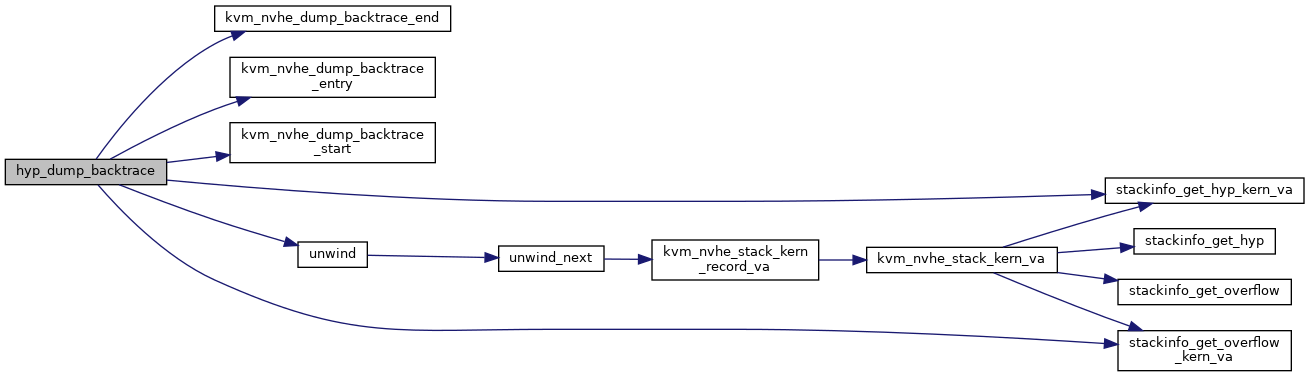 kvm_nvhe_dump_backtrace_end
kvm_nvhe_dump_backtrace
_entry
kvm_nvhe_dump_backtrace
_start
hyp_dump_backtrace
stackinfo_get_hyp_kern_va
unwind
unwind_next
kvm_nvhe_stack_kern
_record_va
kvm_nvhe_stack_kern_va
stackinfo_get_hyp
stackinfo_get_overflow
stackinfo_get_overflow
_kern_va